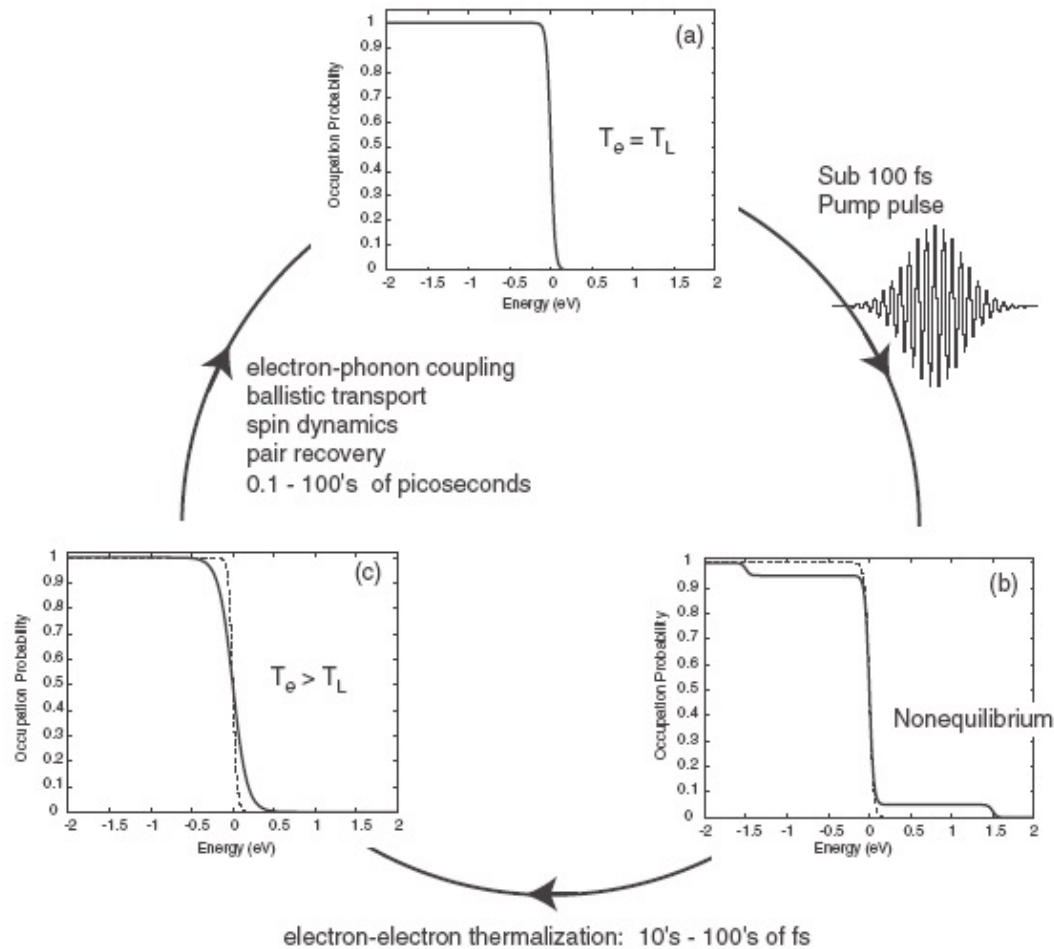 (a)
Occupation Probability
1
0.9
0.8
0.7
0.6
0.5
0.4
0.3
0.2
0.1
0
-2 -1.5 -1 -0.5 0 0.5 1 1.5 2
Energy (eV)
Te = TL
Sub 100 fs
Pump pulse
electron-phonon coupling
ballistic transport
spin dynamics
pair recovery
0.1 - 100's of picoseconds
(c)
Occupation Probability
1
0.9
0.8
0.7
0.6
0.5
0.4
0.3
0.2
0.1
0
-2 -1.5 -1 -0.5 0 0.5 1 1.5 2
Energy (eV)
Te > TL
(b)
Occupation Probability
1
0.9
0.8
0.7
0.6
0.5
0.4
0.3
0.2
0.1
0
-2 -1.5 -1 -0.5 0 0.5 1 1.5 2
Energy (eV)
Nonequilibrium
electron-electron thermalization: 10's - 100's of fs